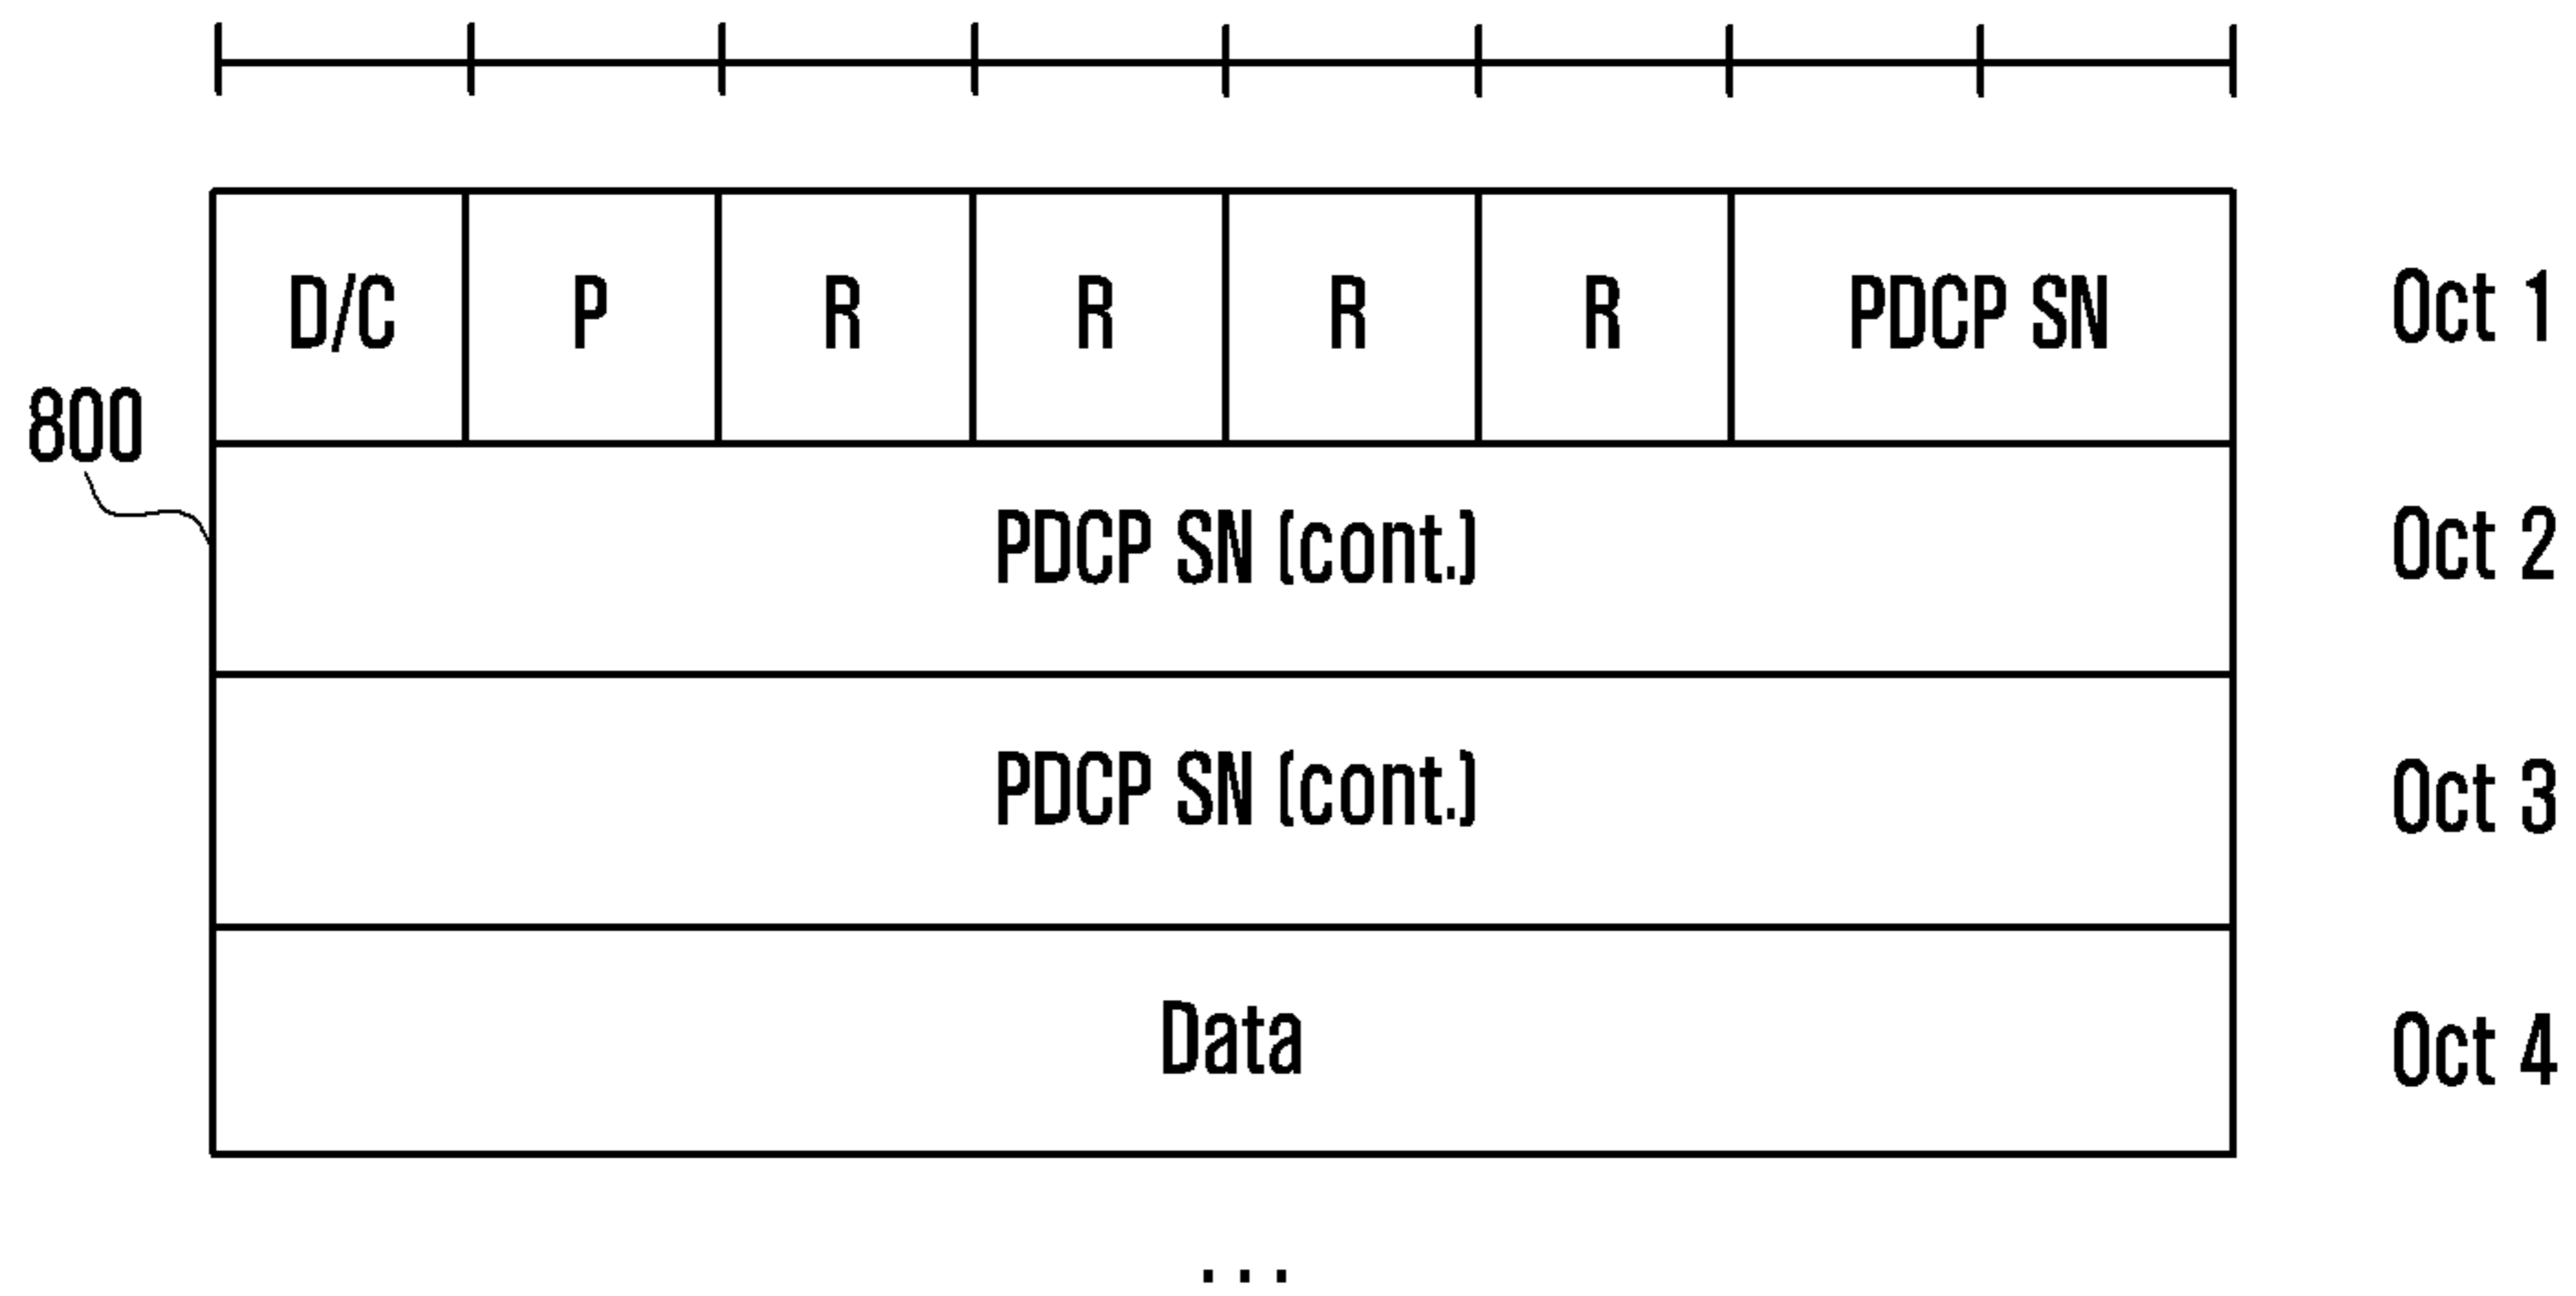 D/C P R R R R PDCP SN Oct 1
800
PDCP SN (cont.) Oct 2
PDCP SN (cont.) Oct 3
Data Oct 4
...